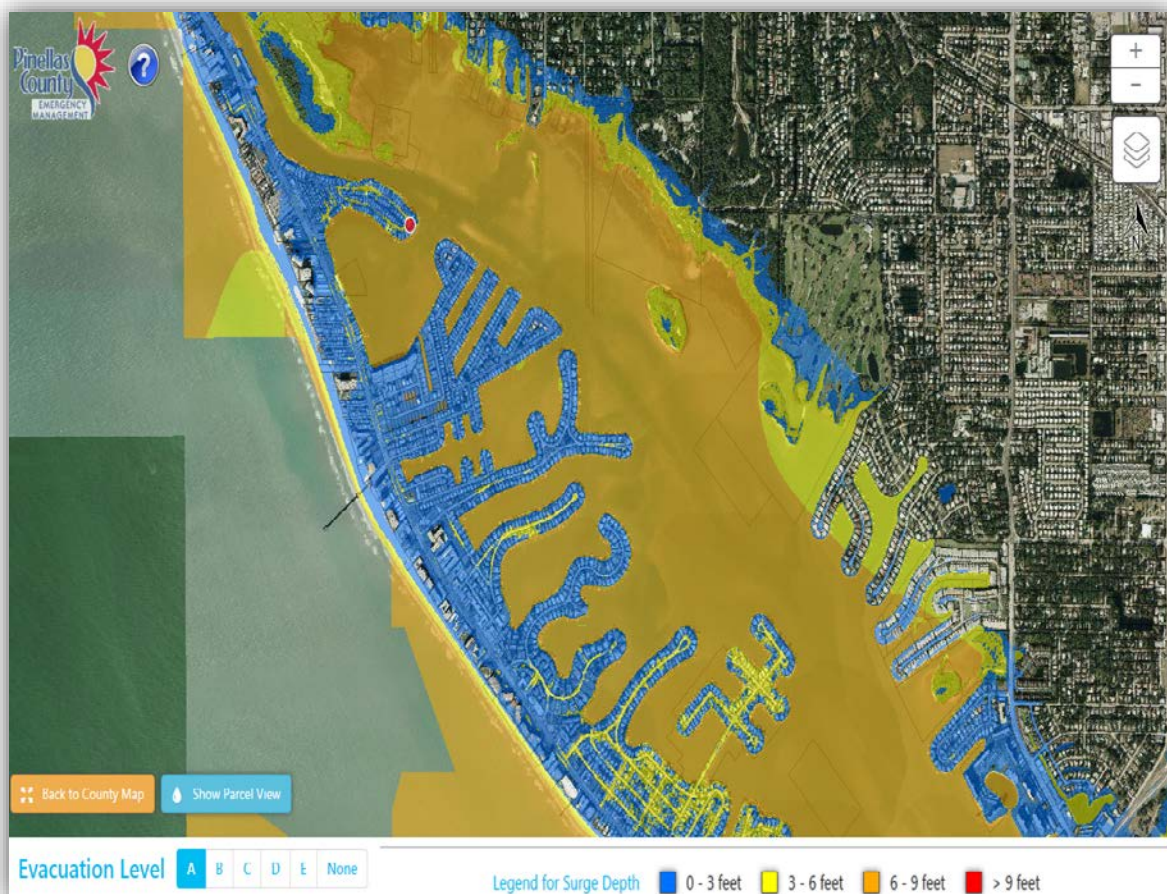 Pinellas
County
EMERGENCY
MANAGEMENT
?
+
−
Back to County Map
Show Parcel View
Evacuation Level A B C D E None
Legend for Surge Depth 0 - 3 feet 3 - 6 feet 6 - 9 feet > 9 feet